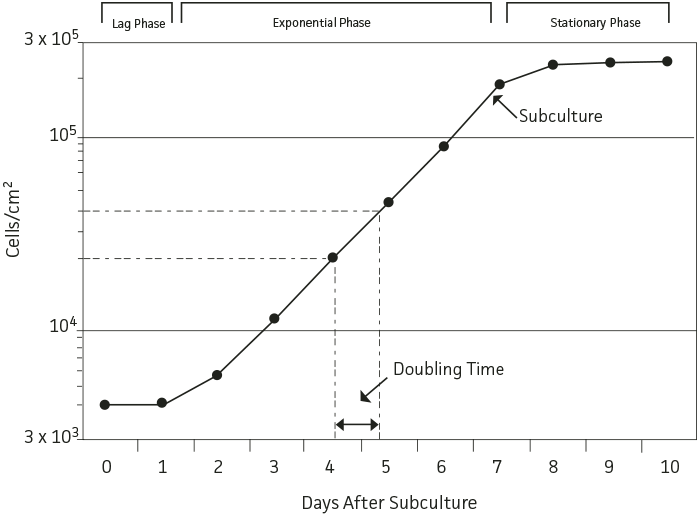 Lag Phase
Exponential Phase
Stationary Phase
3 x 10⁵
Subculture
10⁵
Cells/cm²
10⁴
Doubling Time
3 x 10³
0 1 2 3 4 5 6 7 8 9 10
Days After Subculture